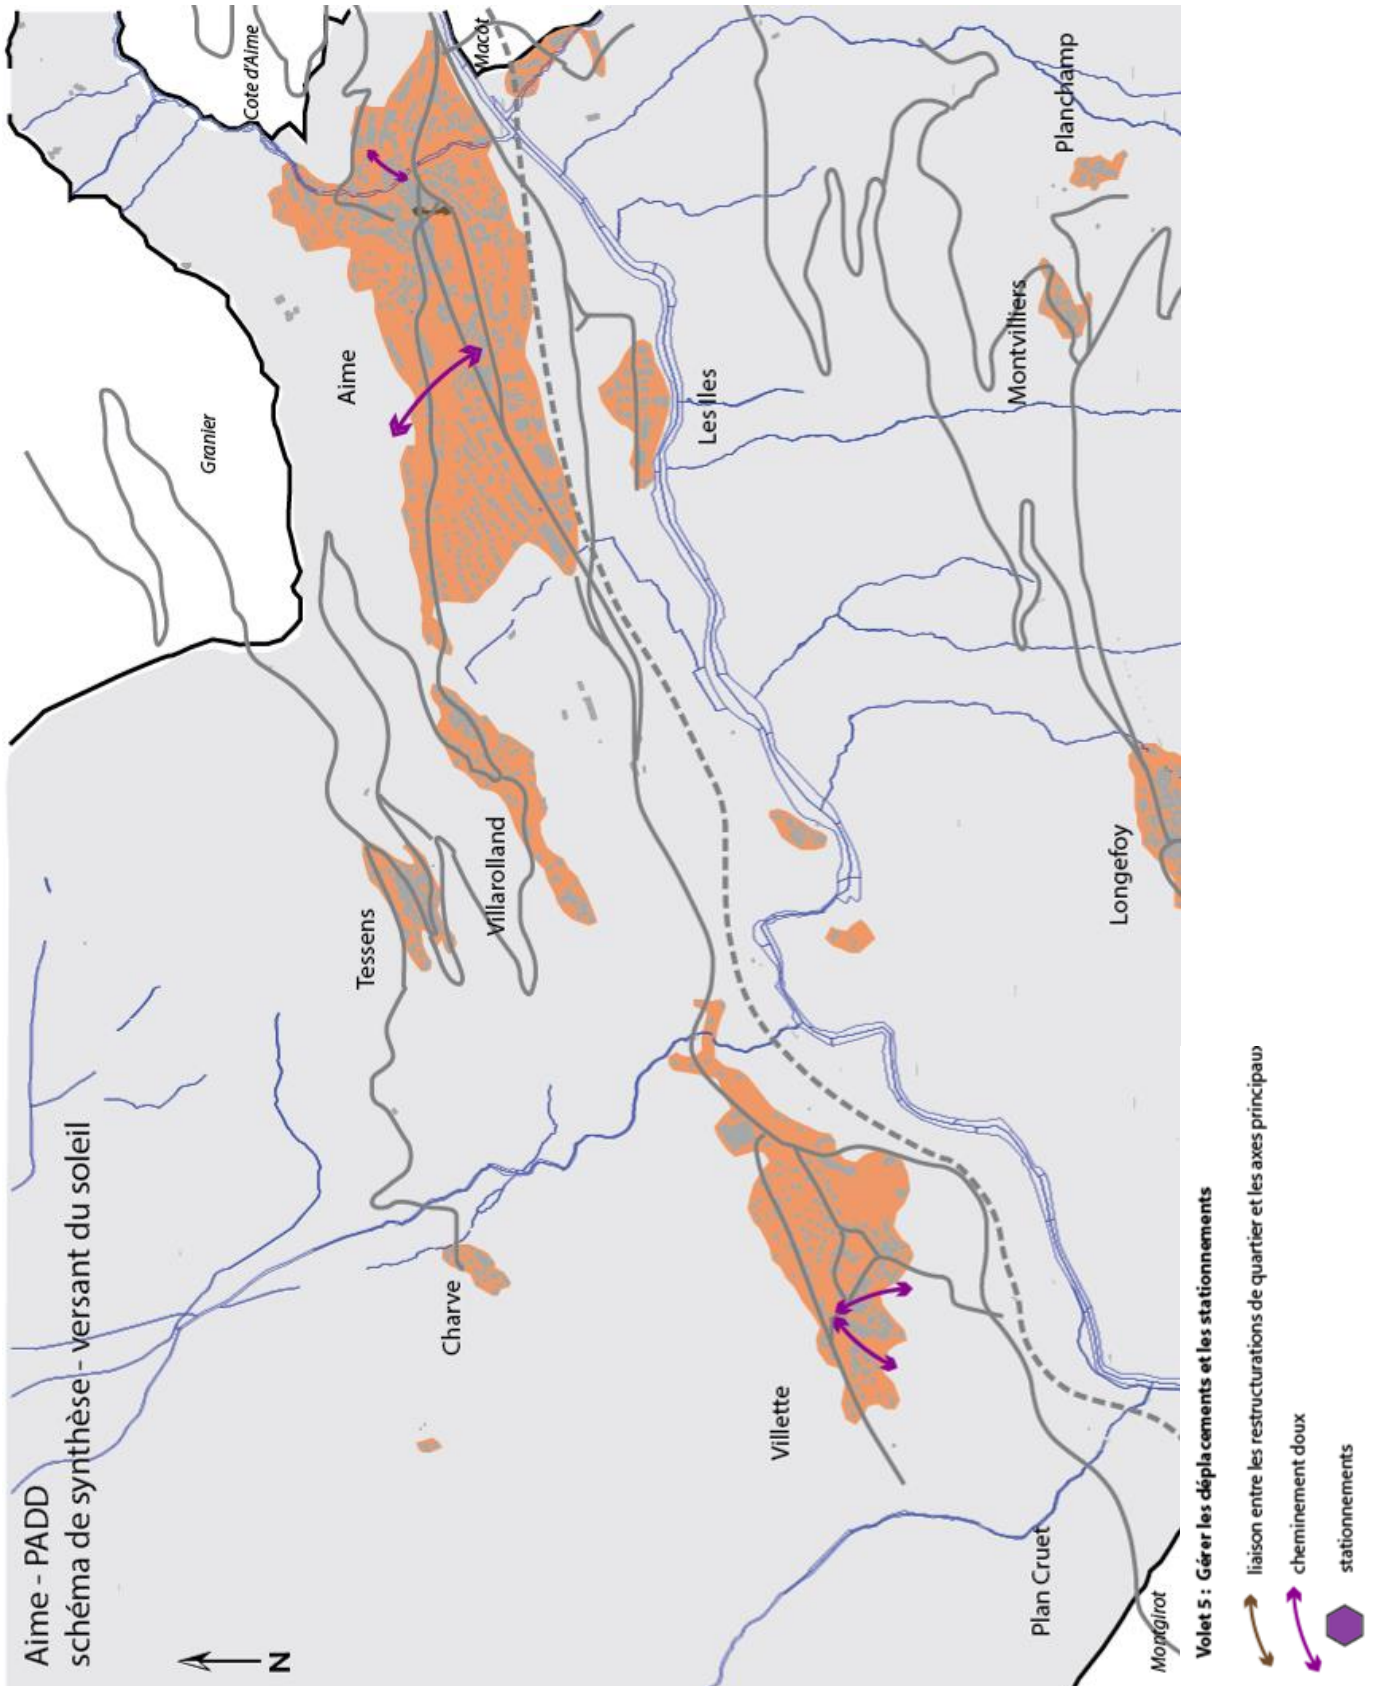 Aime - PADD
schéma de synthèse - versant du soleil
N
Cote d'Aime
Macot
Granier
Aime
Planchamp
Montvilliers
Les Iles
Tessens
Villarolland
Longefoy
Charve
Villette
Plan Cruet
Montgirot
Volet 5 : Gérer les déplacements et les stationnements
liaison entre les restructurations de quartier et les axes principaux
cheminement doux
stationnements